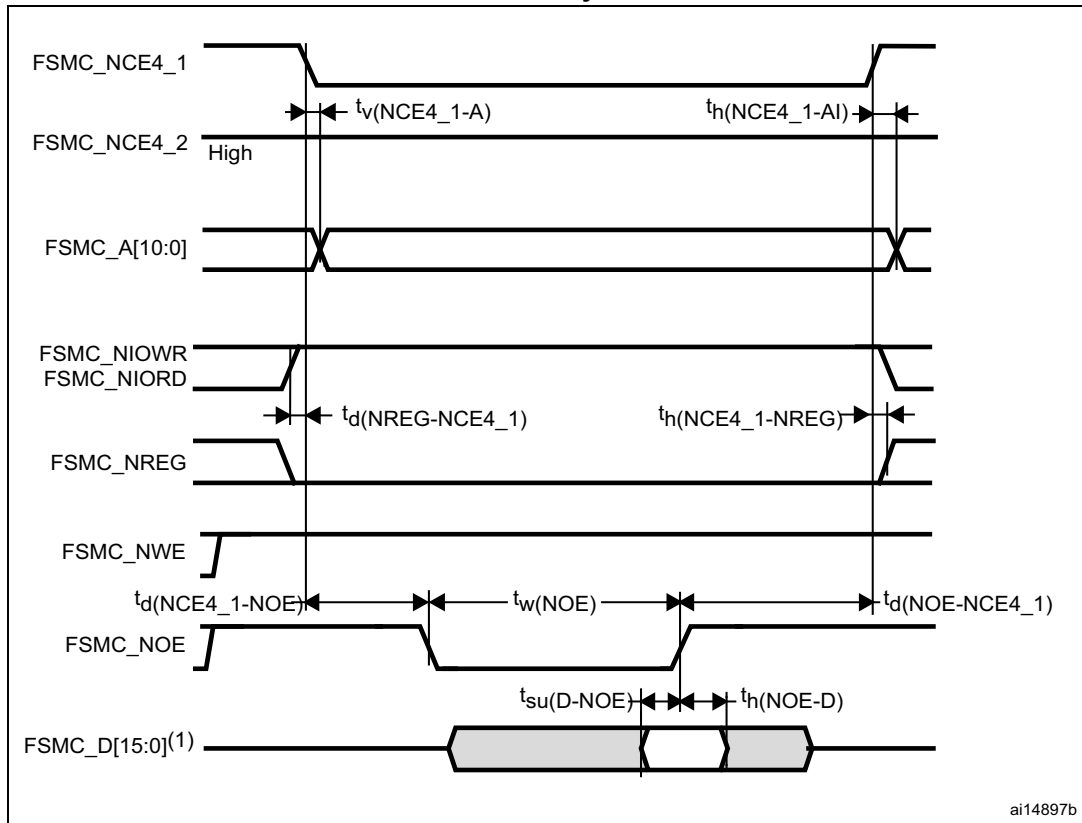 FSMC_NCE4_1
tv(NCE4_1-A)
th(NCE4_1-AI)
FSMC_NCE4_2
High
FSMC_A[10:0]
FSMC_NIOWR
FSMC_NIORD
td(NREG-NCE4_1)
th(NCE4_1-NREG)
FSMC_NREG
FSMC_NWE
td(NCE4_1-NOE)
tw(NOE)
td(NOE-NCE4_1)
FSMC_NOE
tsu(D-NOE)
th(NOE-D)
FSMC_D[15:0](1)
ai14897b